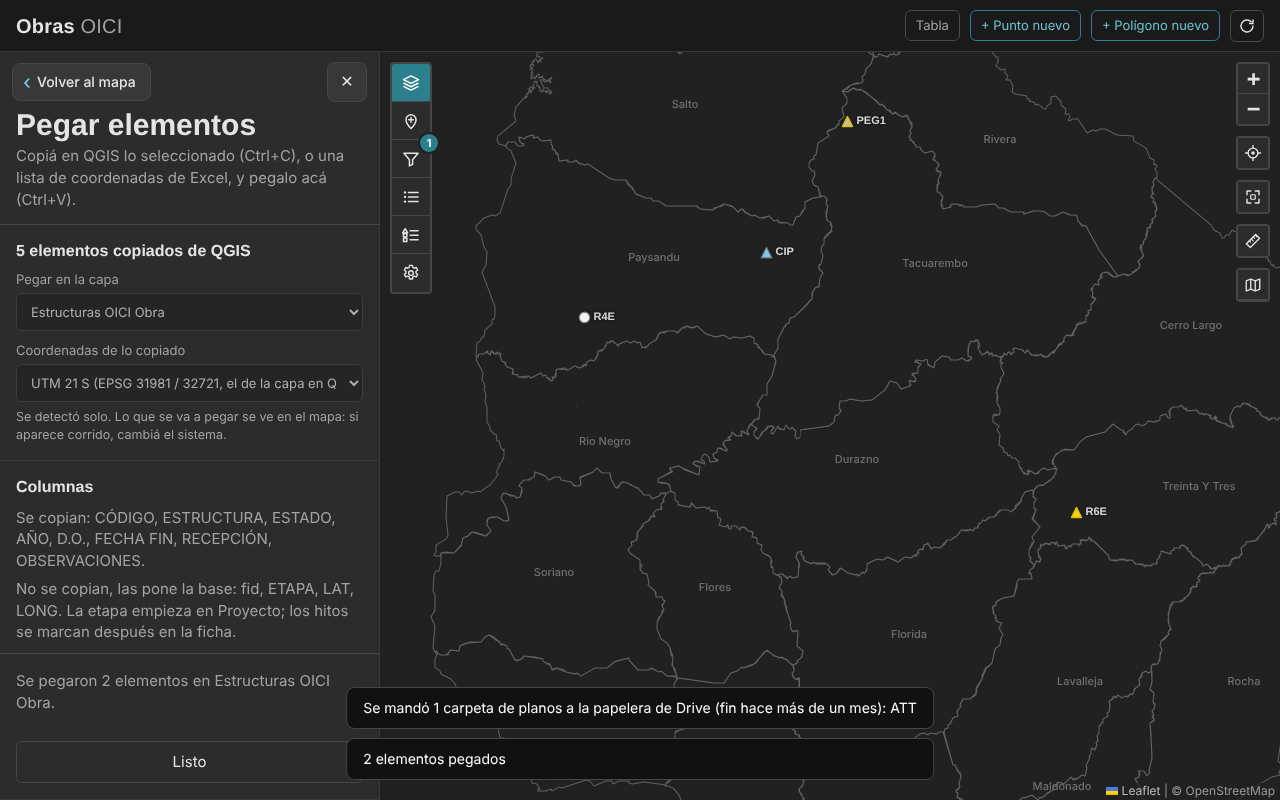 Obras OICI
Tabla
+ Punto nuevo
+ Polígono nuevo
‹ Volver al mapa
×
Pegar elementos
Copiá en QGIS lo seleccionado (Ctrl+C), o una
lista de coordenadas de Excel, y pegalo acá
(Ctrl+V).
5 elementos copiados de QGIS
Pegar en la capa
Estructuras OICI Obra
Coordenadas de lo copiado
UTM 21 S (EPSG 31981 / 32721, el de la capa en Q
Se detectó solo. Lo que se va a pegar se ve en el mapa: si
aparece corrido, cambiá el sistema.
Columnas
Se copian: CÓDIGO, ESTRUCTURA, ESTADO,
AÑO, D.O., FECHA FIN, RECEPCIÓN,
OBSERVACIONES.
No se copian, las pone la base: fid, ETAPA, LAT,
LONG. La etapa empieza en Proyecto; los hitos
se marcan después en la ficha.
Se pegaron 2 elementos en Estructuras OICI
Obra.
Listo
1
+
−
Salto
PEG1
Rivera
Paysandu
CIP
Tacuarembo
R4E
Cerro Largo
Rio Negro
Durazno
Treinta Y Tres
R6E
Soriano
Flores
Florida
Lavalleja
Rocha
Maldonado
Se mandó 1 carpeta de planos a la papelera de Drive (fin hace más de un mes): ATT
2 elementos pegados
Leaflet | © OpenStreetMap